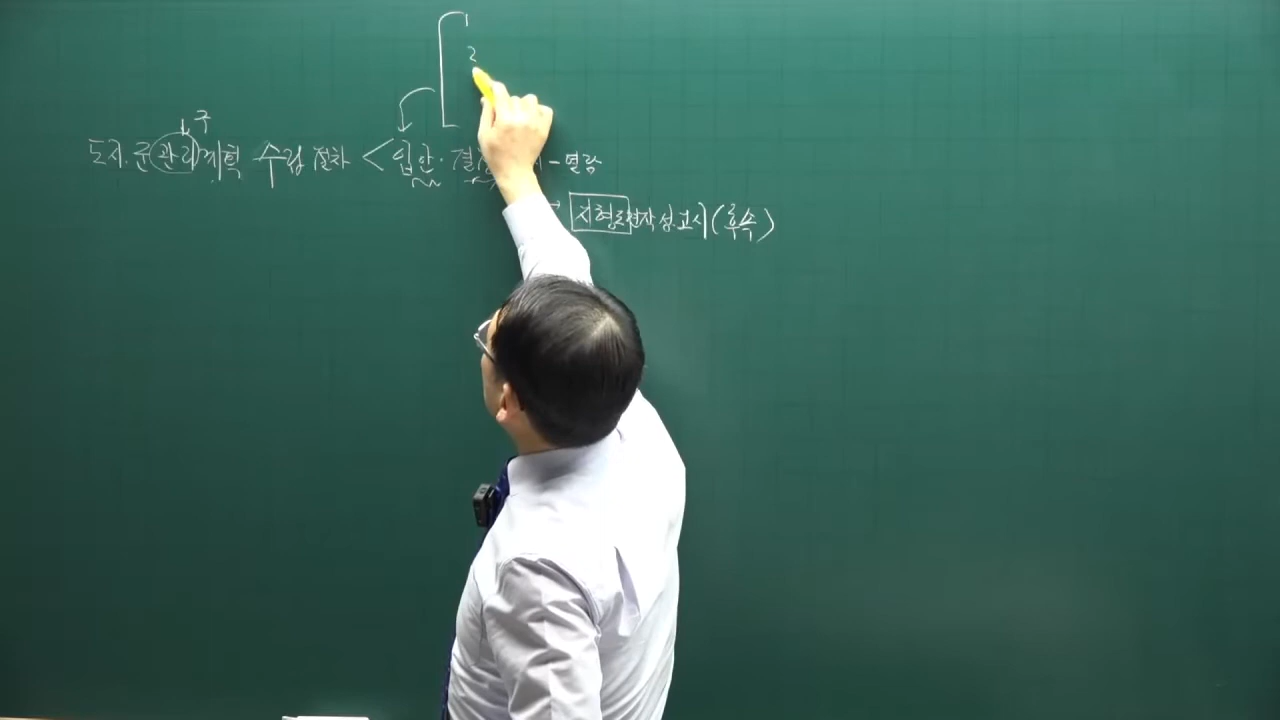 2
구
도시.군관리계획 수립 절차 < 입안. 결 - 열람
→ 지형도면작성.고시(후속)